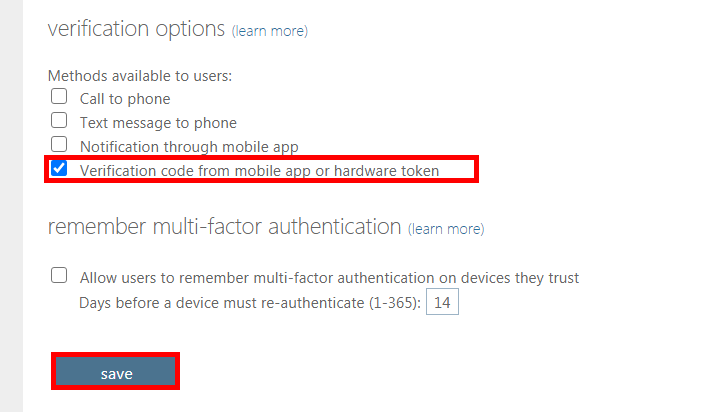 verification options (learn more)
Methods available to users:
Call to phone
Text message to phone
Notification through mobile app
Verification code from mobile app or hardware token
remember multi-factor authentication (learn more)
Allow users to remember multi-factor authentication on devices they trust
Days before a device must re-authenticate (1-365): 14
save